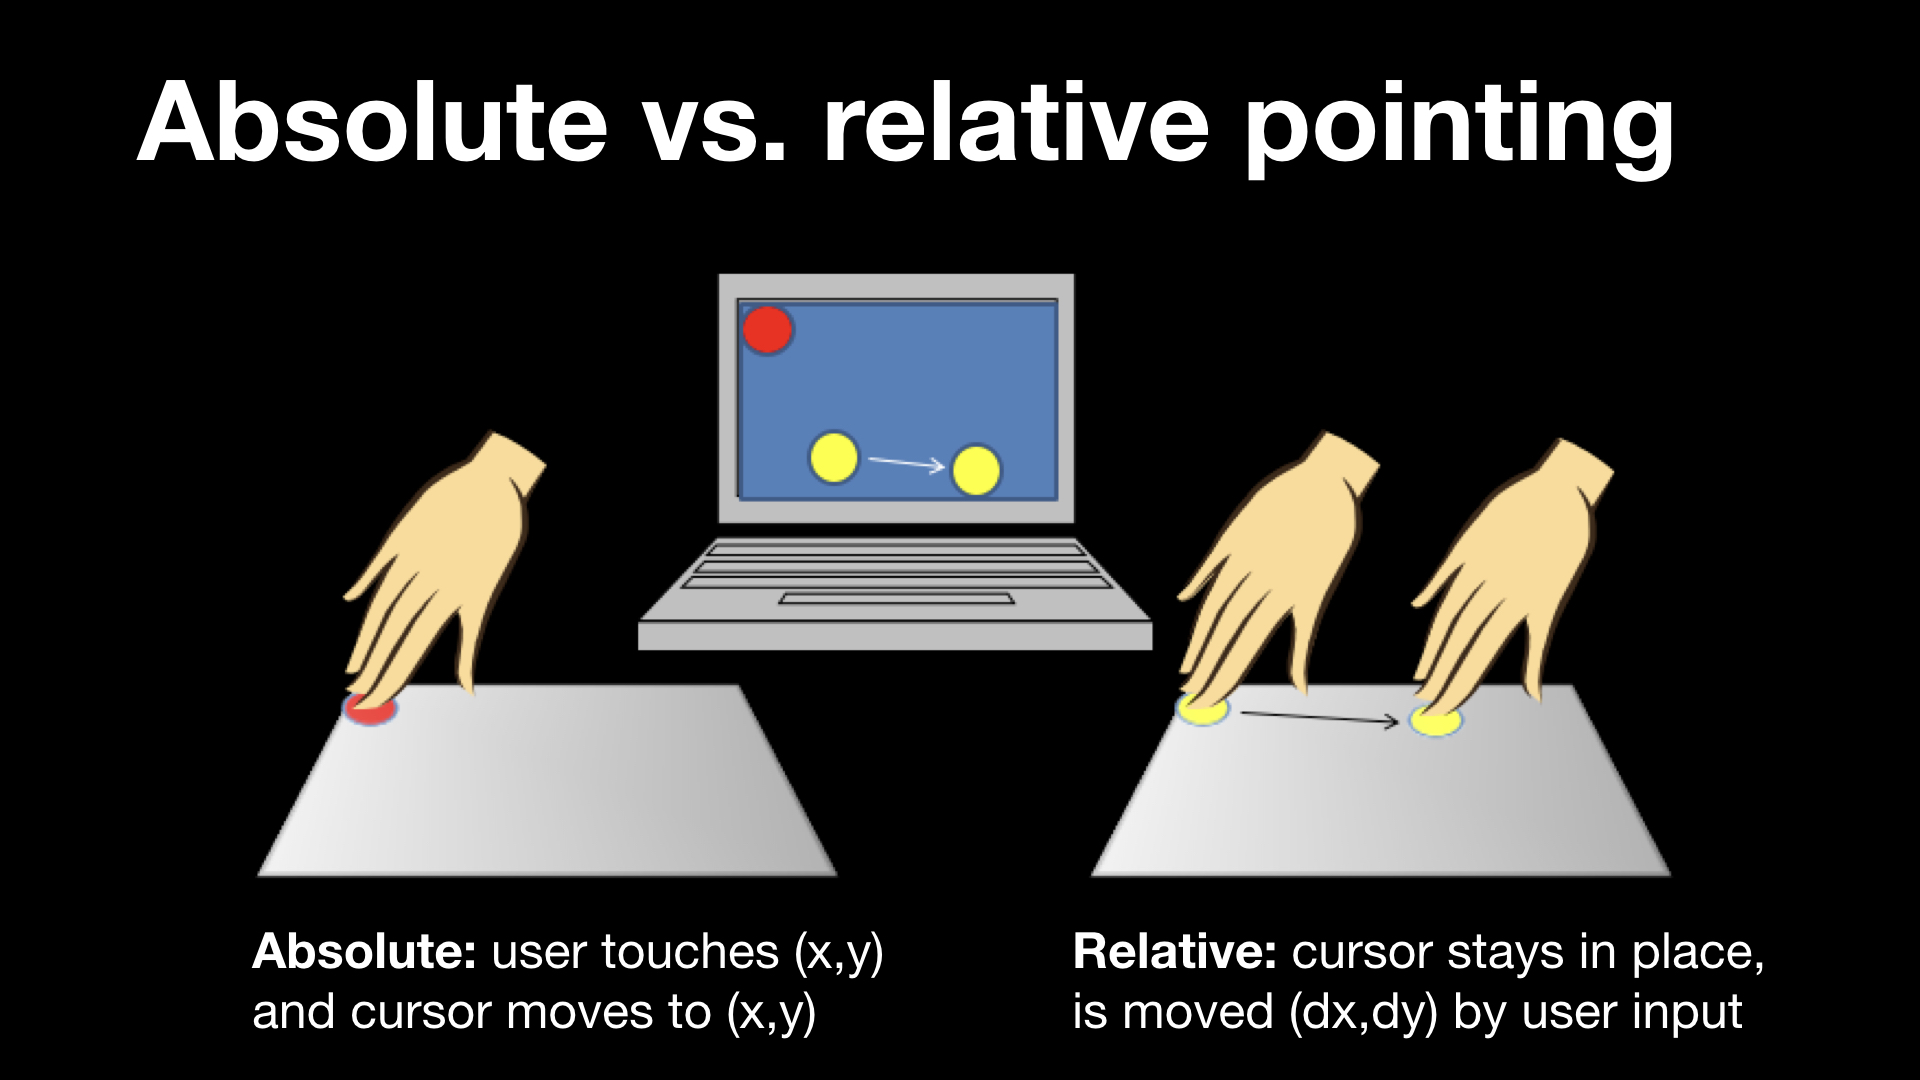 Absolute vs. relative pointing
Absolute: user touches (x,y)
and cursor moves to (x,y)
Relative: cursor stays in place,
is moved (dx,dy) by user input